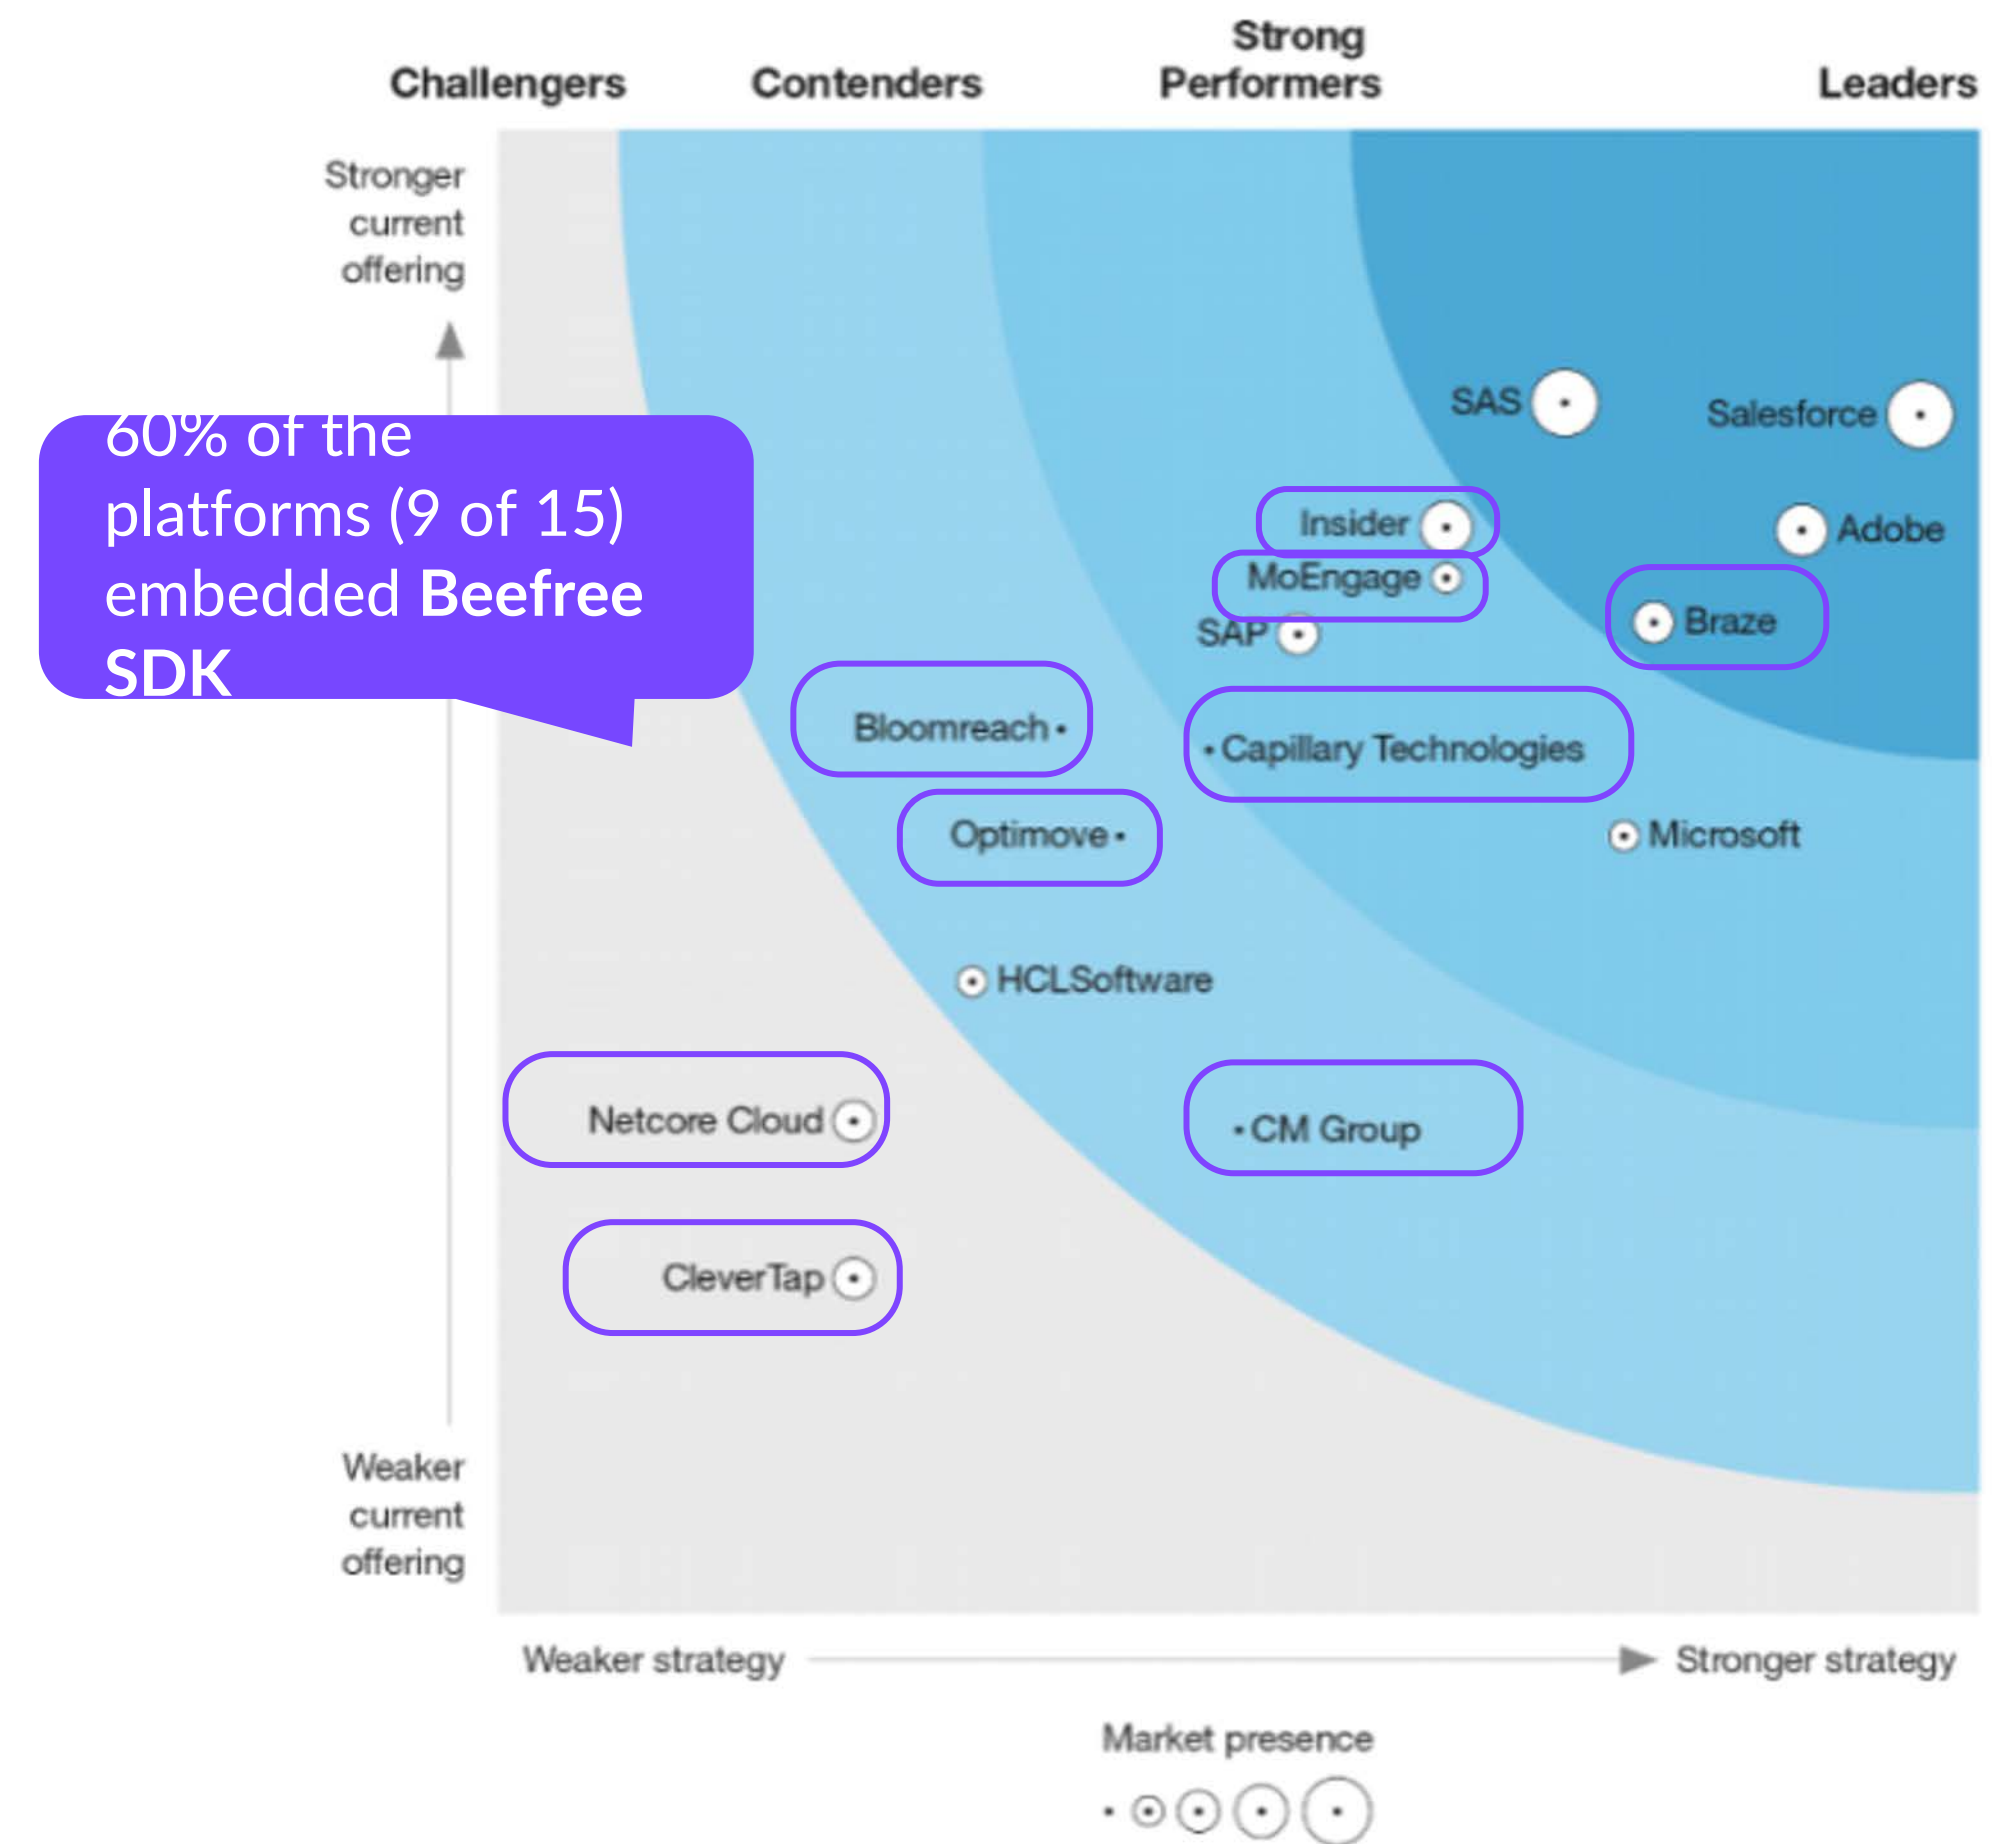 Strong
Challengers Contenders Performers Leaders
Stronger
current
offering
60% of the
platforms (9 of 15)
embedded Beefree
SDK
SAS
Salesforce
Insider
Adobe
MoEngage
Braze
SAP
Bloomreach
Capillary Technologies
Optimove
Microsoft
HCLSoftware
Netcore Cloud
CM Group
CleverTap
Weaker
current
offering
Weaker strategy
Stronger strategy
Market presence